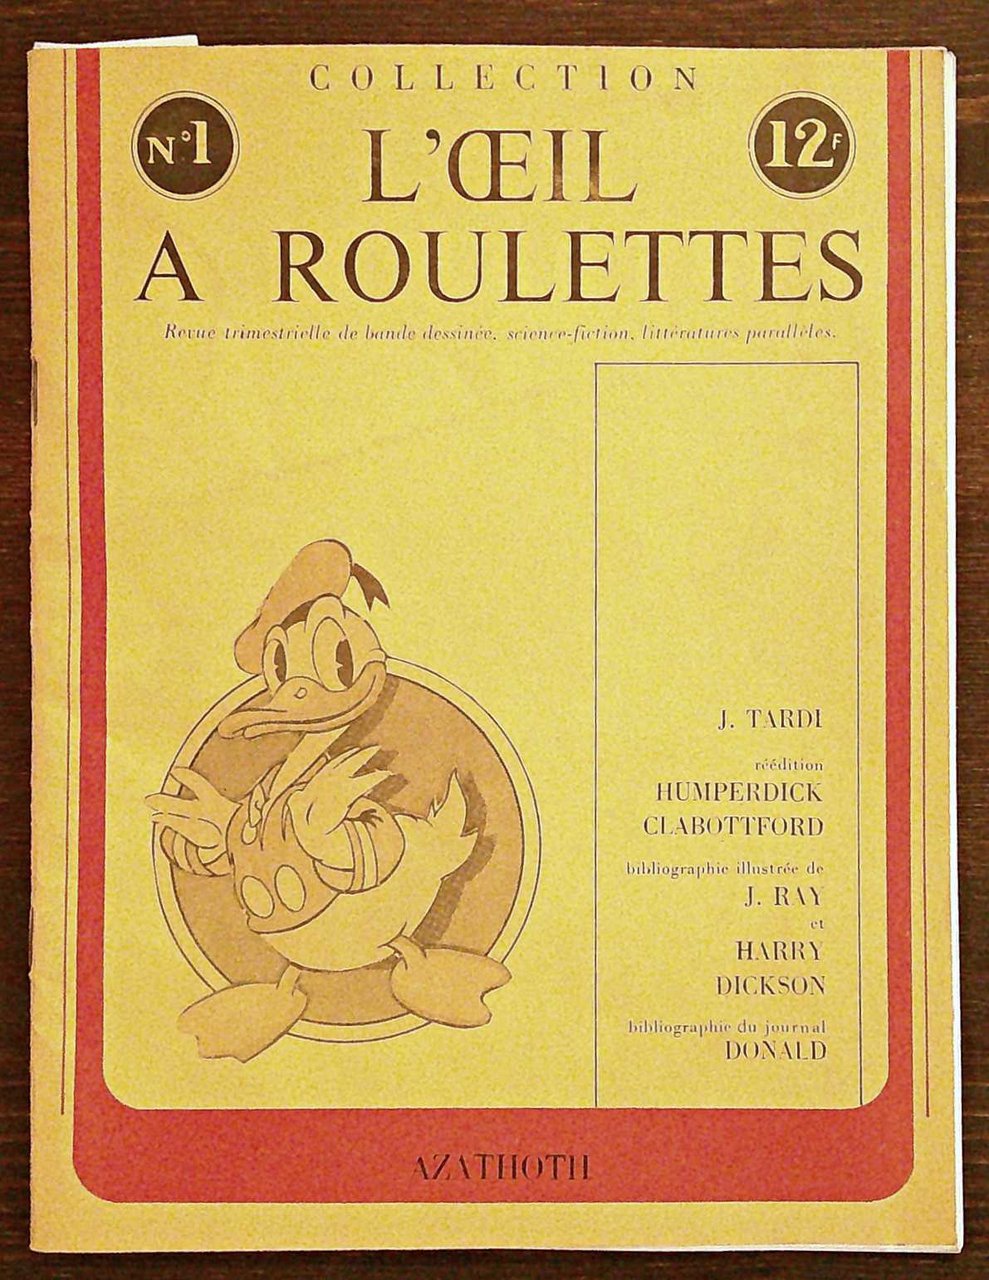 COLLECTION
N°1
L'ŒIL
12F
A ROULETTES
Revue trimestrielle de bande dessinée, science-fiction, littératures parallèles.
J. TARDI
réédition
HUMPERDICK
CLABOTTFORD
bibliographie illustrée de
J. RAY
et
HARRY
DICKSON
bibliographie du journal
DONALD
AZATHOTH